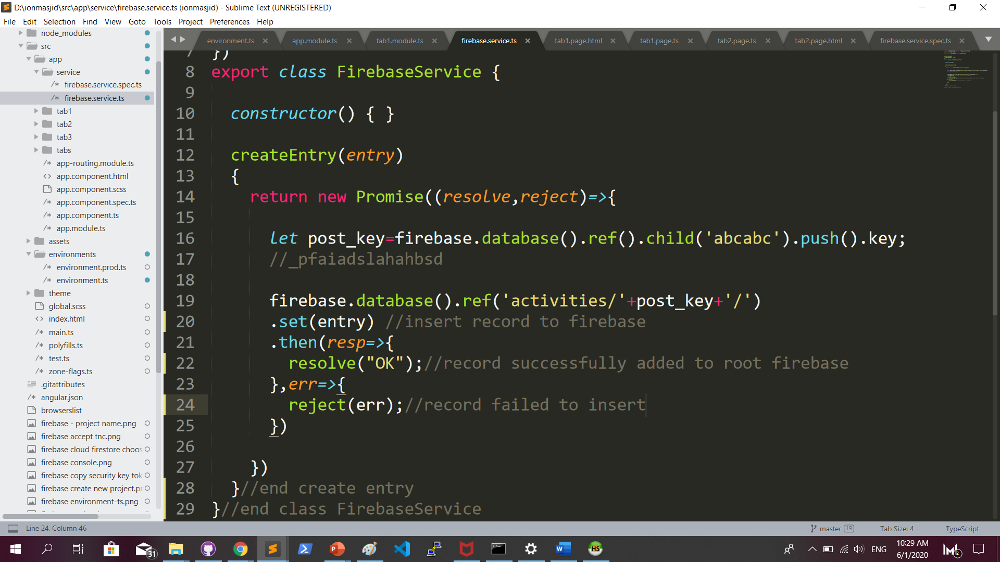 D:\ionmasjid\src\app\service\firebase.service.ts (ionmasjid) - Sublime Text (UNREGISTERED)
File Edit Selection Find View Goto Tools Project Preferences Help
node_modules
src
app
service
firebase.service.spec.ts
firebase.service.ts
tab1
tab2
tab3
tabs
app-routing.module.ts
app.component.html
app.component.scss
app.component.spec.ts
app.component.ts
app.module.ts
assets
environments
environment.prod.ts
environment.ts
theme
global.scss
index.html
main.ts
polyfills.ts
test.ts
zone-flags.ts
.gitattributes
angular.json
browserslist
firebase - project name.png
firebase accept tnc.png
firebase cloud firestore choos
firebase console.png
firebase copy security key tok
firebase create new project.pr
firebase environment-ts.png
environment.ts app.module.ts tab1.module.ts firebase.service.ts tab1.page.html tab1.page.ts tab2.page.ts tab2.page.html firebase.service.spec.ts
7 })
8 export class FirebaseService {
9
10 constructor() { }
11
12 createEntry(entry)
13 {
14 return new Promise((resolve,reject)=>{
15
16 let post_key=firebase.database().ref().child('abcabc').push().key;
17 //_pfaiadslahahbsd
18
19 firebase.database().ref('activities/'+post_key+'/')
20 .set(entry) //insert record to firebase
21 .then(resp=>{
22 resolve("OK");//record successfully added to root firebase
23 },err=>{
24 reject(err);//record failed to insert
25 })
26
27 })
28 }//end create entry
29 }//end class FirebaseService
Line 24, Column 46 master 19 Tab Size: 4 TypeScript
31 ENG 10:29 AM 2
6/1/2020